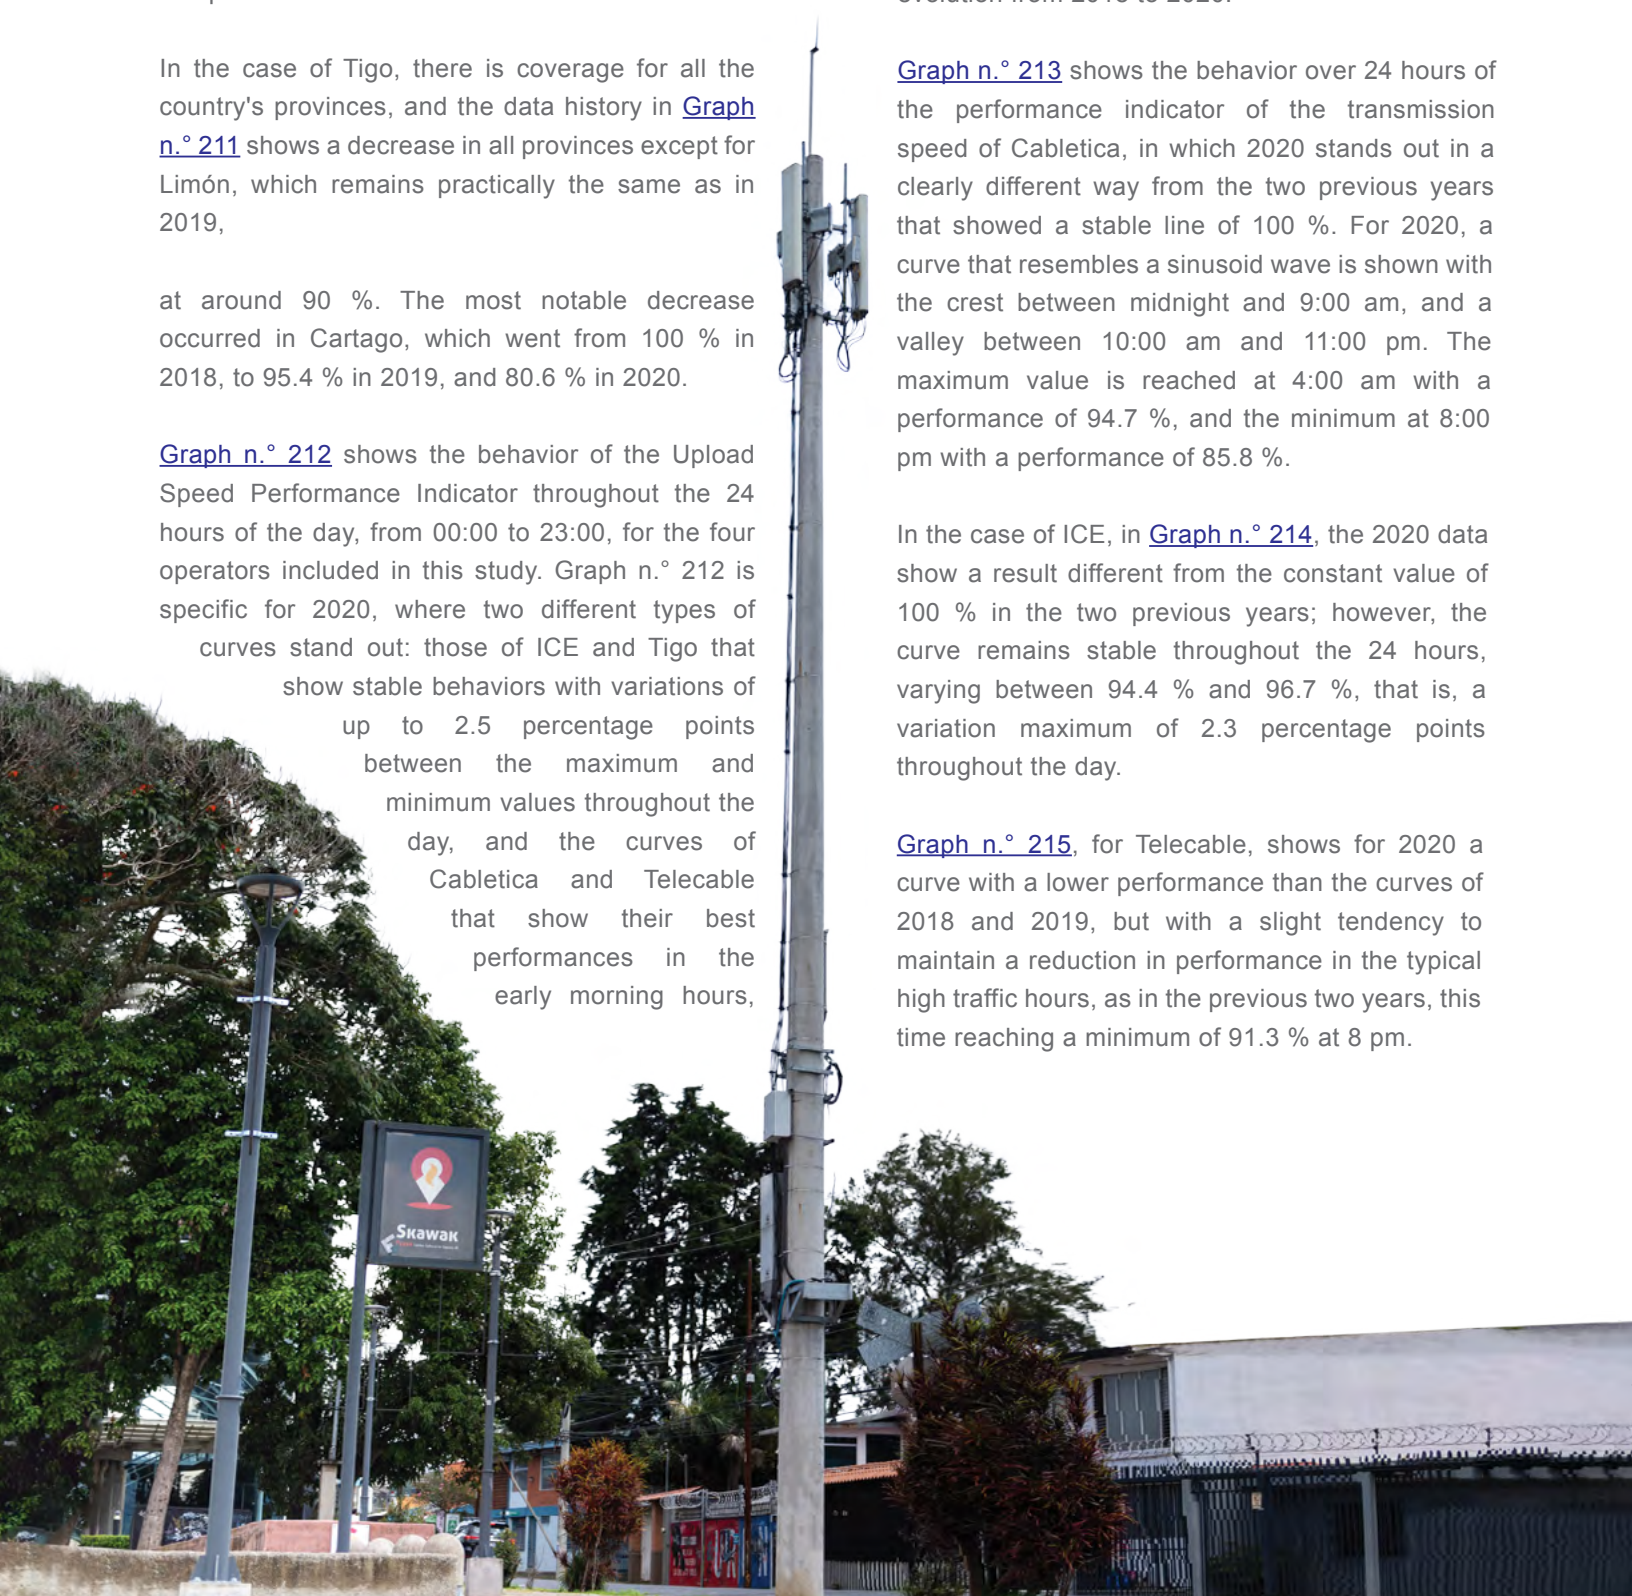 In the case of Tigo, there is coverage for all the
country's provinces, and the data history in Graph
n.° 211 shows a decrease in all provinces except for
Limón, which remains practically the same as in
2019,
at around 90 %. The most notable decrease
occurred in Cartago, which went from 100 % in
2018, to 95.4 % in 2019, and 80.6 % in 2020.
Graph n.° 212 shows the behavior of the Upload
Speed Performance Indicator throughout the 24
hours of the day, from 00:00 to 23:00, for the four
operators included in this study. Graph n.° 212 is
specific for 2020, where two different types of
curves stand out: those of ICE and Tigo that
show stable behaviors with variations of
up to 2.5 percentage points
between the maximum and
minimum values throughout the
day, and the curves of
Cabletica and Telecable
that show their best
performances in the
early morning hours,
Graph n.° 213 shows the behavior over 24 hours of
the performance indicator of the transmission
speed of Cabletica, in which 2020 stands out in a
clearly different way from the two previous years
that showed a stable line of 100 %. For 2020, a
curve that resembles a sinusoid wave is shown with
the crest between midnight and 9:00 am, and a
valley between 10:00 am and 11:00 pm. The
maximum value is reached at 4:00 am with a
performance of 94.7 %, and the minimum at 8:00
pm with a performance of 85.8 %.
In the case of ICE, in Graph n.° 214, the 2020 data
show a result different from the constant value of
100 % in the two previous years; however, the
curve remains stable throughout the 24 hours,
varying between 94.4 % and 96.7 %, that is, a
variation maximum of 2.3 percentage points
throughout the day.
Graph n.° 215, for Telecable, shows for 2020 a
curve with a lower performance than the curves of
2018 and 2019, but with a slight tendency to
maintain a reduction in performance in the typical
high traffic hours, as in the previous two years, this
time reaching a minimum of 91.3 % at 8 pm.
SKAWAK